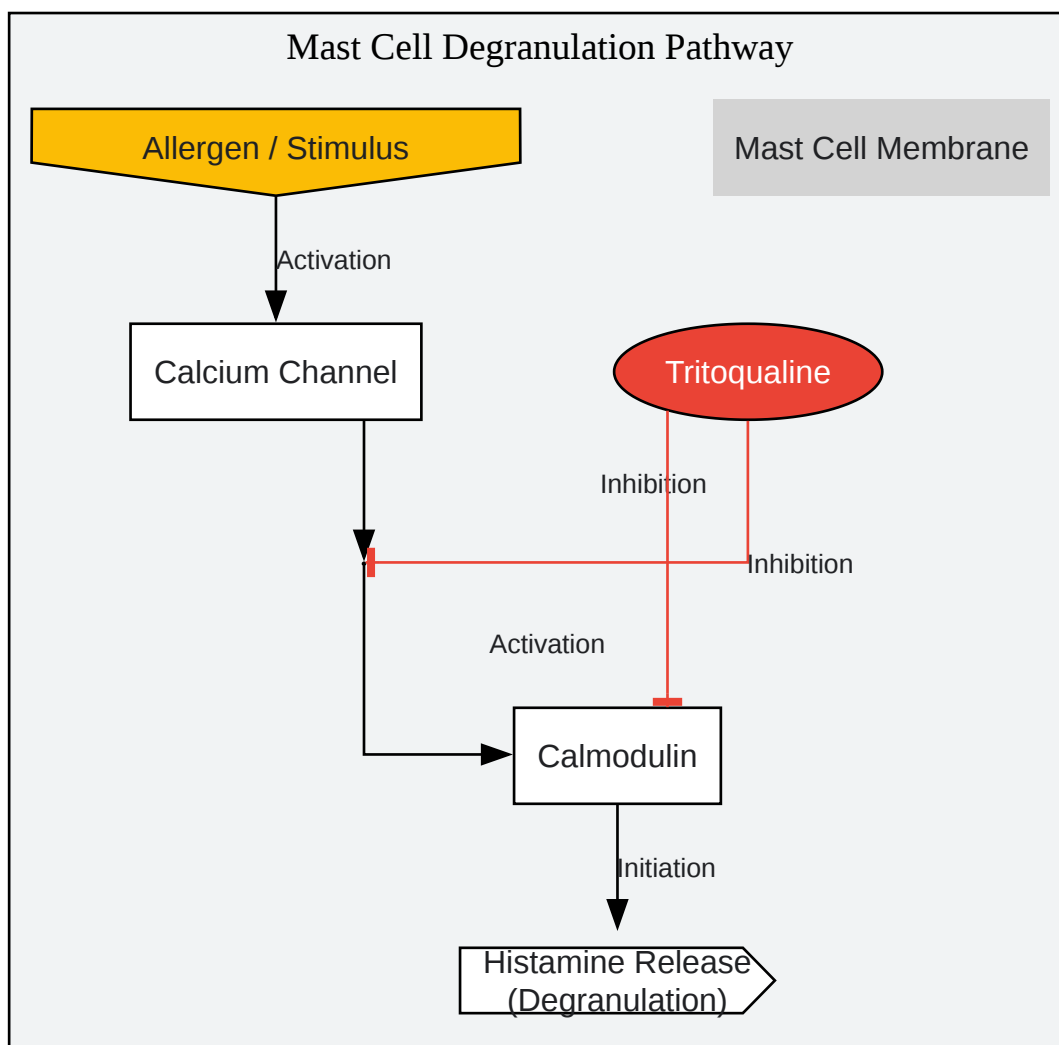 Mast Cell Degranulation Pathway
Allergen / Stimulus
Mast Cell Membrane
Activation
Calcium Channel
Tritoqualine
Inhibition
Inhibition
Activation
Calmodulin
Initiation
Histamine Release
(Degranulation)